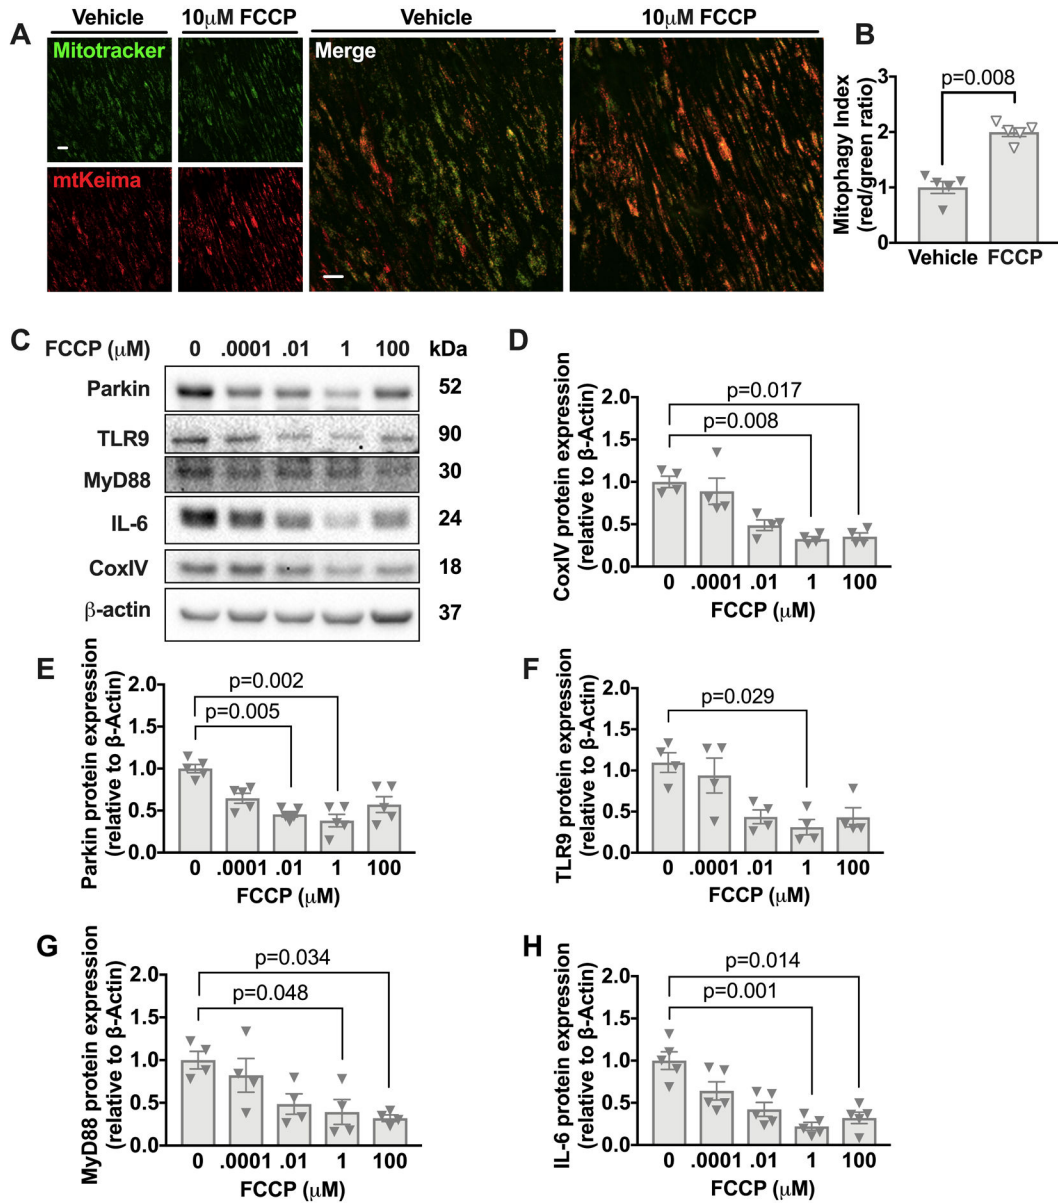 Vehicle 10μM FCCP Vehicle 10μM FCCP
A
Mitotracker
mtKeima
Merge
B
Mitophagy Index
(red/green ratio)
3
2
1
0
p=0.008
Vehicle FCCP
C
FCCP (μM) 0 .0001 .01 1 100 kDa
Parkin 52
TLR9 90
MyD88 30
IL-6 24
CoxIV 18
β-actin 37
D
CoxIV protein expression
(relative to β-Actin)
2.0
1.5
1.0
0.5
0.0
p=0.017
p=0.008
0 .0001 .01 1 100
FCCP (μM)
E
Parkin protein expression
(relative to β-Actin)
2.0
1.5
1.0
0.5
0.0
p=0.002
p=0.005
0 .0001 .01 1 100
FCCP (μM)
F
TLR9 protein expression
(relative to β-Actin)
2.0
1.5
1.0
0.5
0.0
p=0.029
0 .0001 .01 1 100
FCCP (μM)
G
MyD88 protein expression
(relative to β-Actin)
2.0
1.5
1.0
0.5
0.0
p=0.034
p=0.048
0 .0001 .01 1 100
FCCP (μM)
H
IL-6 protein expression
(relative to β-Actin)
2.0
1.5
1.0
0.5
0.0
p=0.014
p=0.001
0 .0001 .01 1 100
FCCP (μM)